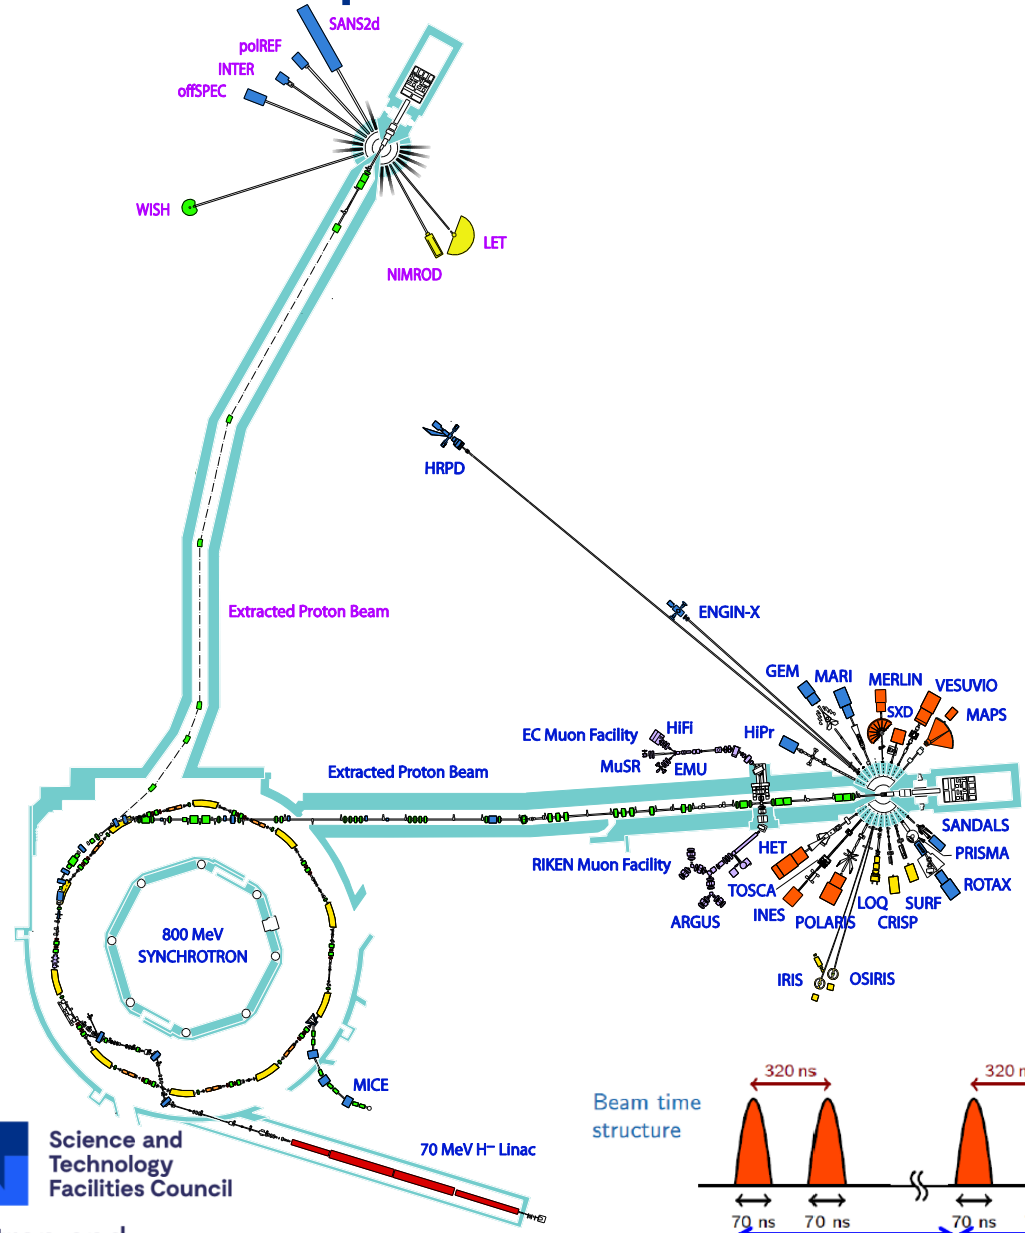 SANS2d
polREF
INTER
offSPEC
WISH
LET
NIMROD
HRPD
Extracted Proton Beam
ENGIN-X
GEM
MARI
MERLIN
VESUVIO
SXD
MAPS
HiPr
HiFi
EC Muon Facility
MuSR
EMU
Extracted Proton Beam
SANDALS
PRISMA
ROTAX
HET
RIKEN Muon Facility
TOSCA
INES
POLARIS
LOQ
SURF
CRISP
ARGUS
IRIS
OSIRIS
800 MeV
SYNCHROTRON
MICE
70 MeV H⁻ Linac
Science and
Technology
Facilities Council
Beam time
structure
320 ns
320 n
70 ns
70 ns
70 ns